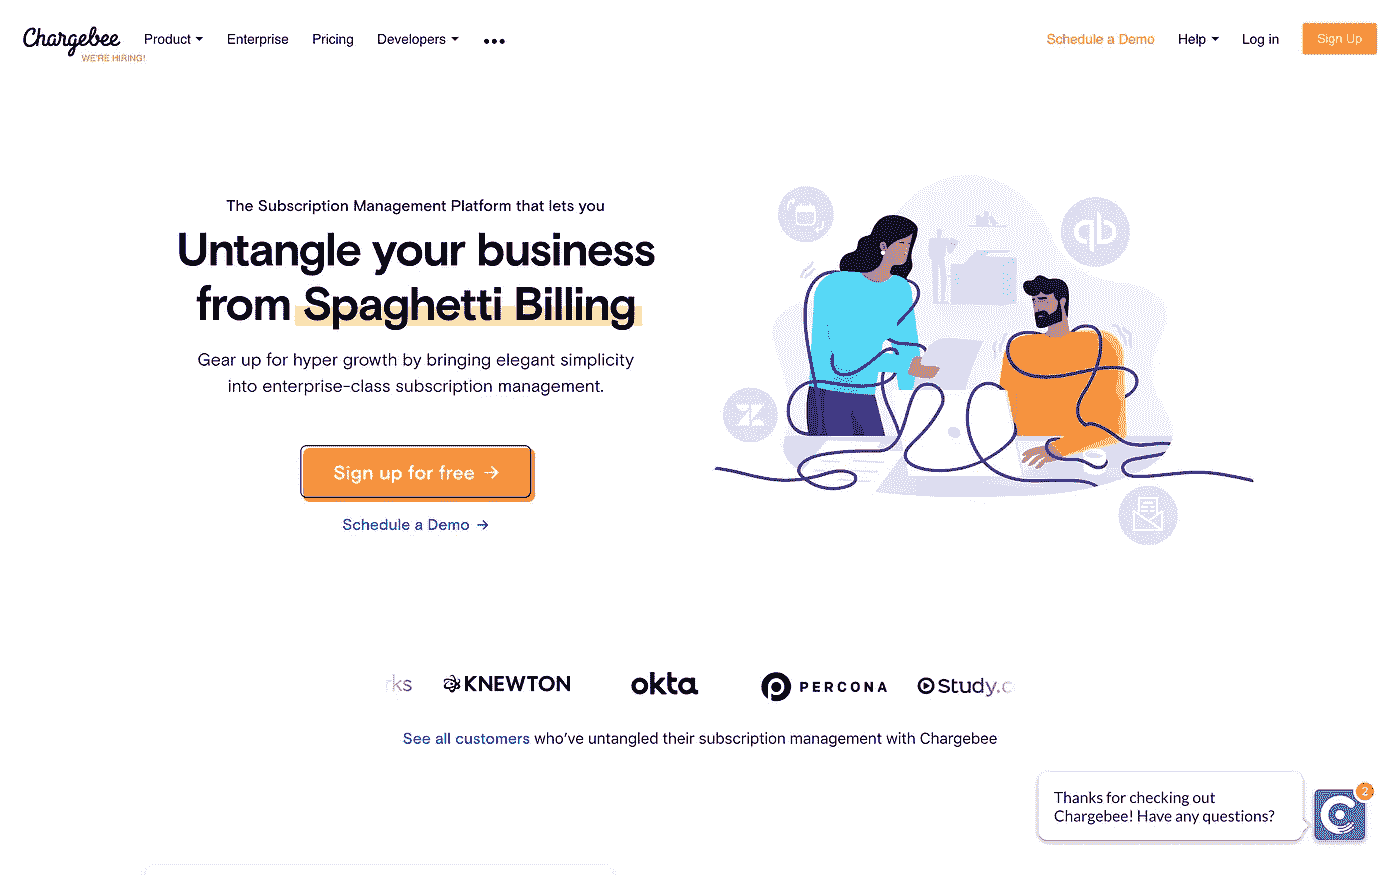 Chargebee
WE'RE HIRING!
Product
Enterprise
Pricing
Developers
Schedule a Demo
Help
Log in
Sign Up
The Subscription Management Platform that lets you
Untangle your business
from Spaghetti Billing
Gear up for hyper growth by bringing elegant simplicity
into enterprise-class subscription management.
Sign up for free →
Schedule a Demo →
qb
rks KNEWTON okta PERCONA Study.c
See all customers who've untangled their subscription management with Chargebee
Thanks for checking out
Chargebee! Have any questions?
2